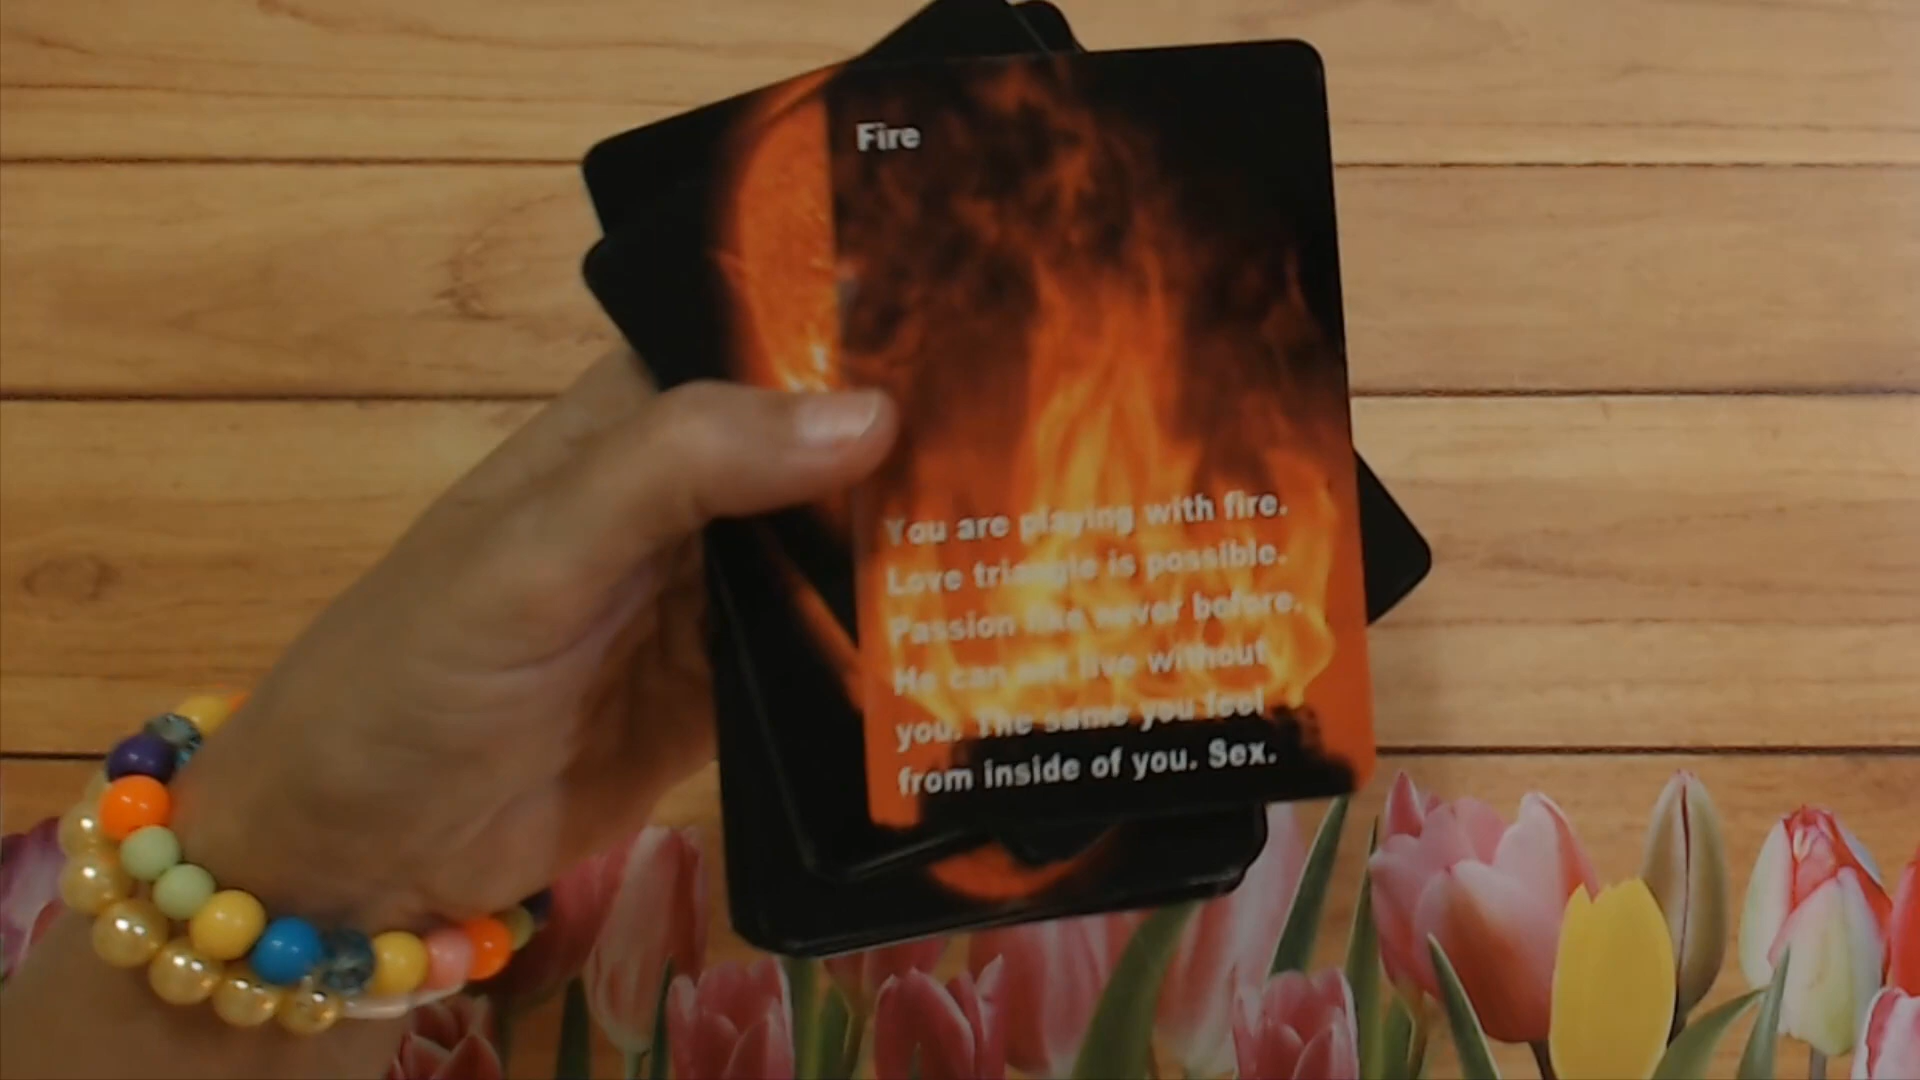 Fire
You are playing with fire.
Love triangle is possible.
Passion like never before.
He can not live without
you. The same you feel
from inside of you. Sex.